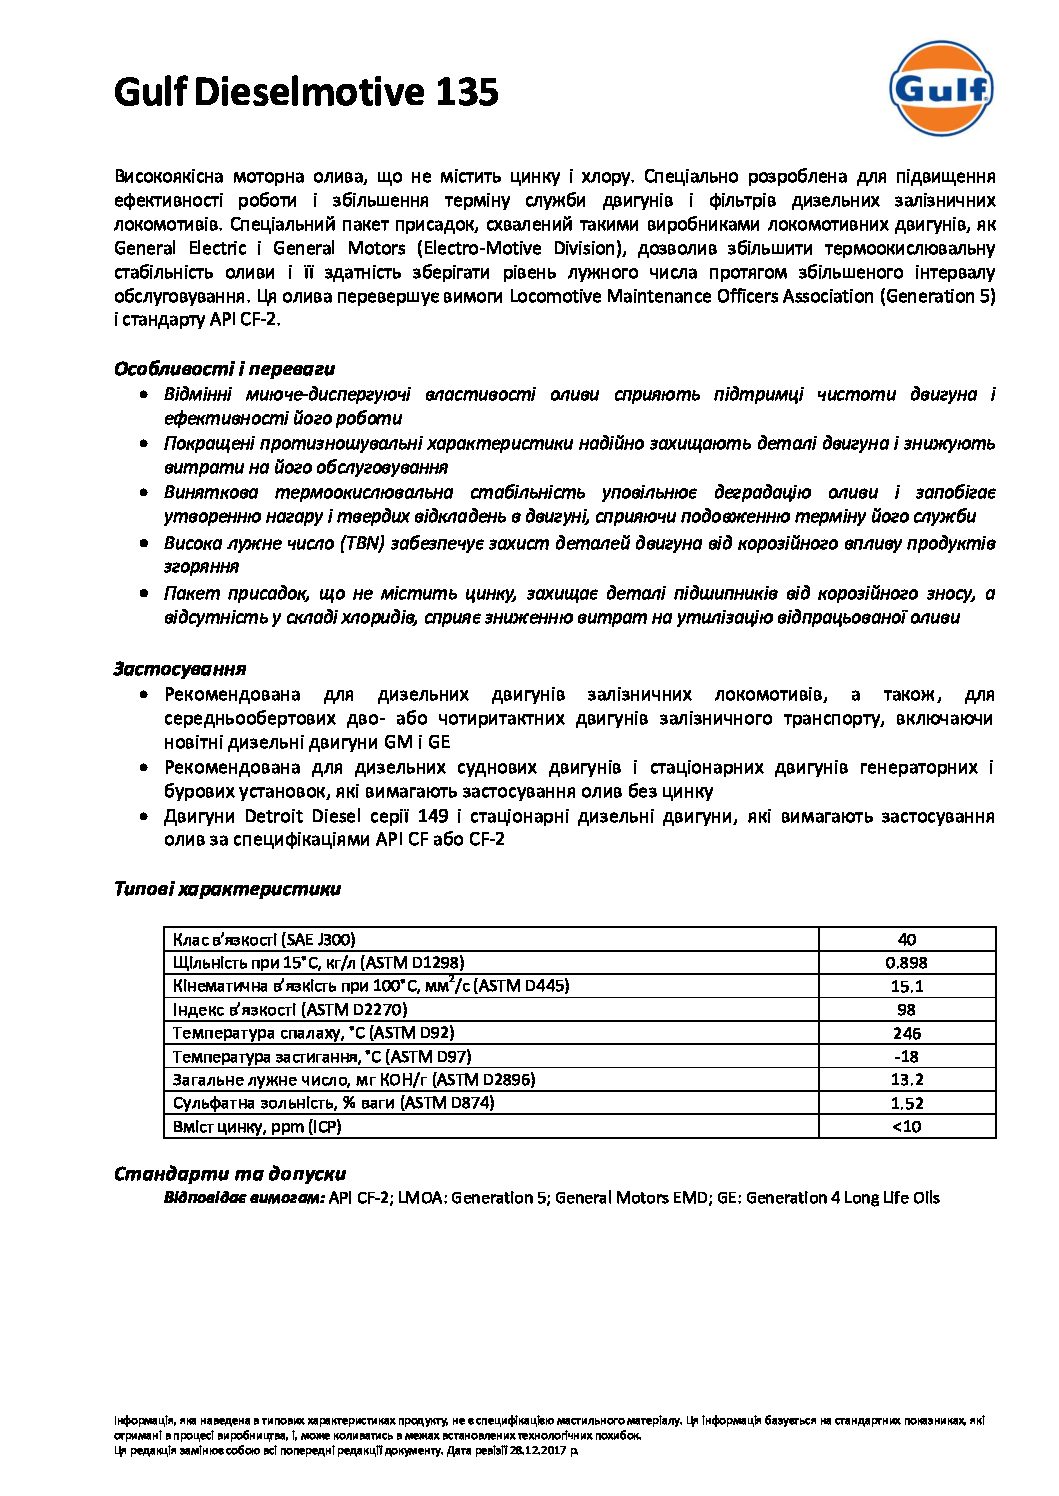 Gulf Dieselmotive 135
Gulf
Високоякісна моторна олива, що не містить цинку і хлору. Спеціально розроблена для підвищення
ефективності роботи і збільшення терміну служби двигунів і фільтрів дизельних залізничних
локомотивів. Спеціальний пакет присадок, схвалений такими виробниками локомотивних двигунів, як
General Electric і General Motors (Electro-Motive Division), дозволив збільшити термоокислювальну
стабільність оливи і її здатність зберігати рівень лужного числа протягом збільшеного інтервалу
обслуговування. Ця олива перевершує вимоги Locomotive Maintenance Officers Association (Generation 5)
і стандарту API CF-2.
Особливості і переваги
• Відмінні миюче-диспергуючі властивості оливи сприяють підтримці чистоти двигуна і
ефективності його роботи
• Покращені протизношувальні характеристики надійно захищають деталі двигуна і знижують
витрати на його обслуговування
• Виняткова термоокислювальна стабільність уповільнює деградацію оливи і запобігає
утворенню нагару і твердих відкладень в двигуні, сприяючи подовженню терміну його служби
• Висока лужне число (TBN) забезпечує захист деталей двигуна від корозійного впливу продуктів
згоряння
• Пакет присадок, що не містить цинку, захищає деталі підшипників від корозійного зносу, а
відсутність у складі хлоридів, сприяє зниженню витрат на утилізацію відпрацьованої оливи
Застосування
• Рекомендована для дизельних двигунів залізничних локомотивів, а також, для
середньообертових дво- або чотиритактних двигунів залізничного транспорту, включаючи
новітні дизельні двигуни GM і GE
• Рекомендована для дизельних суднових двигунів і стаціонарних двигунів генераторних і
бурових установок, які вимагають застосування олив без цинку
• Двигуни Detroit Diesel серії 149 і стаціонарні дизельні двигуни, які вимагають застосування
олив за специфікаціями API CF або CF-2
Типові характеристики
Клас в’язкості (SAE J300) 40
Щільність при 15˚С, кг/л (ASTM D1298) 0.898
Кінематична в’язкість при 100˚С, мм²/с (ASTM D445) 15.1
Індекс в’язкості (ASTM D2270) 98
Температура спалаху, ˚С (ASTM D92) 246
Температура застигання, ˚С (ASTM D97) -18
Загальне лужне число, мг КОН/г (ASTM D2896) 13.2
Сульфатна зольність, % ваги (ASTM D874) 1.52
Вміст цинку, ppm (ICP) <10
Стандарти та допуски
Відповідає вимогам: API CF-2; LMOA: Generation 5; General Motors EMD; GE: Generation 4 Long Life Oils
Інформація, яка наведена в типових характеристиках продукту, не є специфікацією мастильного матеріалу. Ця інформація базується на стандартних показниках, які
отримані в процесі виробництва, і, може коливатись в межах встановлених технологічних похибок.
Ця редакція замінює собою всі попередні редакції документу. Дата ревізії 28.12.2017 р.